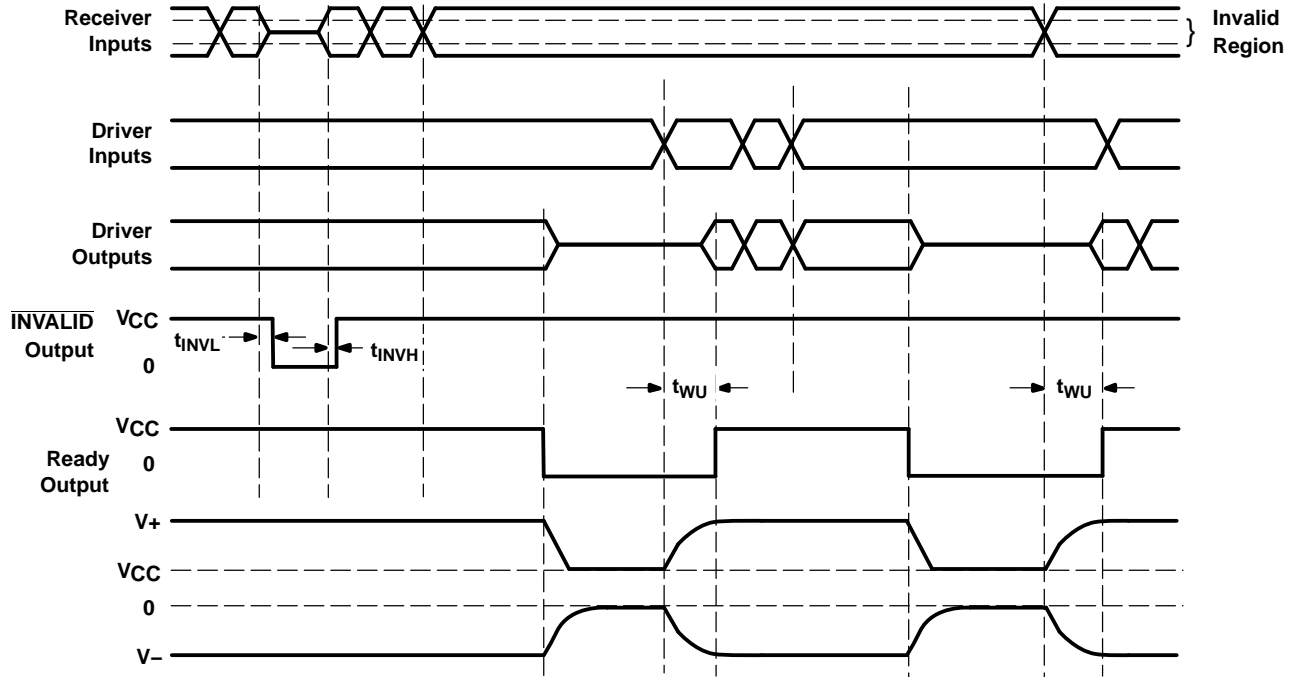 Receiver
Inputs
}
Invalid
Region
Driver
Inputs
Driver
Outputs
INVALID
Output
VCC
tINVL
0
tINVH
tWU
tWU
VCC
Ready
Output
0
V+
VCC
0
V–